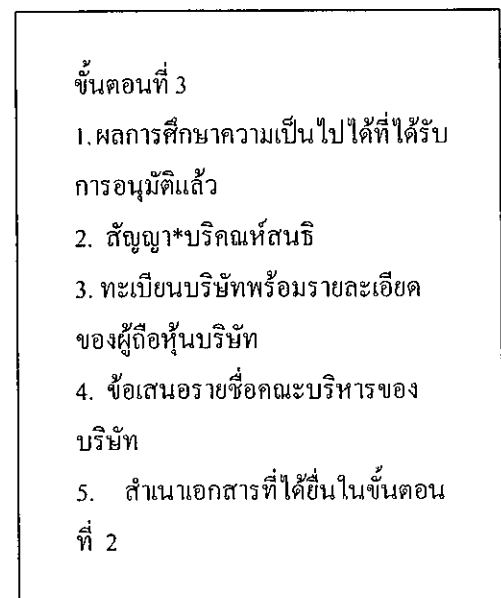 ขั้นตอนที่ 3
1. ผลการศึกษาความเป็นไปได้ที่ได้รับ
การอนุมัติแล้ว
2. สัญญา*บริคณห์สนธิ
3. ทะเบียนบริษัทพร้อมรายละเอียด
ของผู้ถือหุ้นบริษัท
4. ข้อเสนอรายชื่อคณะบริหารของ
บริษัท
5. สำเนาเอกสารที่ได้ยื่นในขั้นตอน
ที่ 2